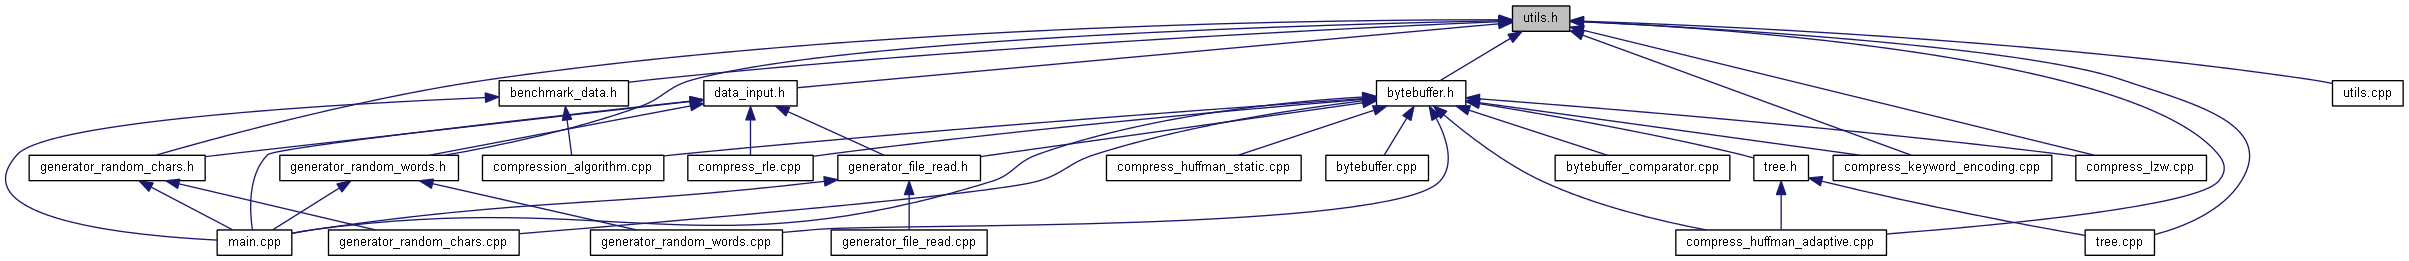 utils.h
benchmark_data.h
data_input.h
bytebuffer.h
utils.cpp
generator_random_chars.h
generator_random_words.h
compression_algorithm.cpp
compress_rle.cpp
generator_file_read.h
compress_huffman_static.cpp
bytebuffer.cpp
bytebuffer_comparator.cpp
tree.h
compress_keyword_encoding.cpp
compress_lzw.cpp
main.cpp
generator_random_chars.cpp
generator_random_words.cpp
generator_file_read.cpp
compress_huffman_adaptive.cpp
tree.cpp